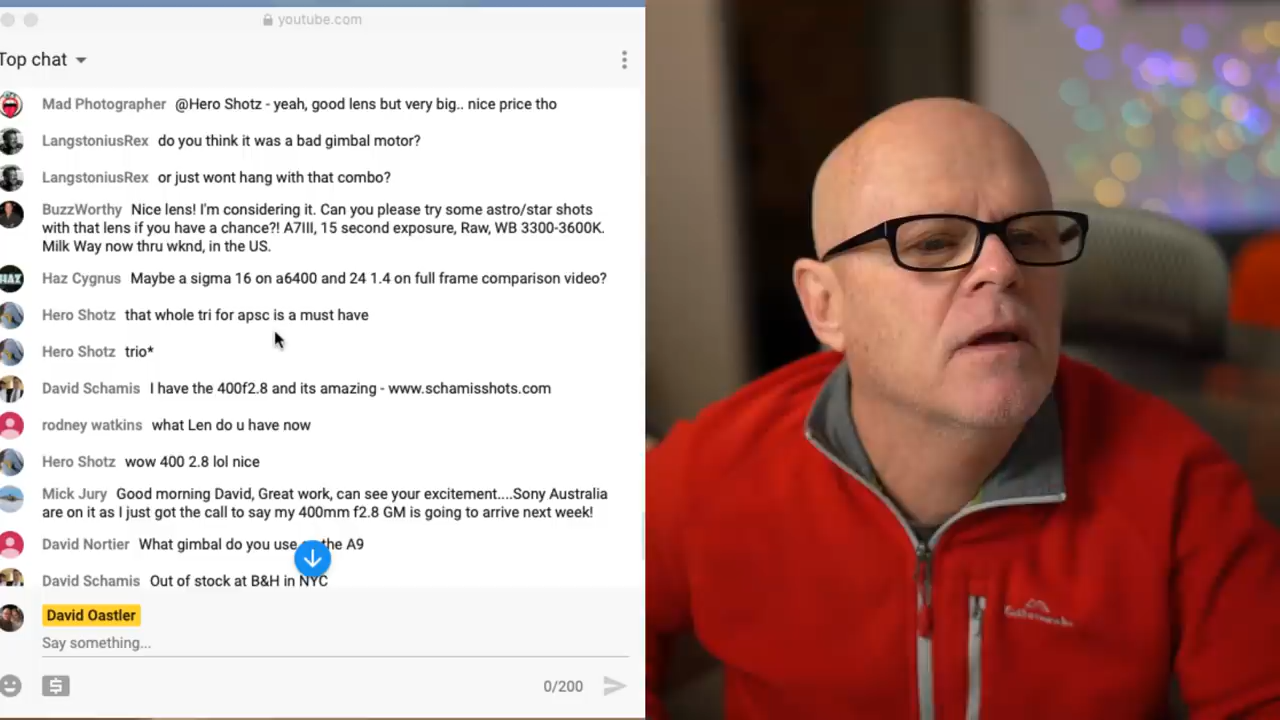 youtube.com
Top chat
Mad Photographer @Hero Shotz - yeah, good lens but very big.. nice price tho
LangstoniusRex do you think it was a bad gimbal motor?
LangstoniusRex or just wont hang with that combo?
BuzzWorthy Nice lens! I'm considering it. Can you please try some astro/star shots
with that lens if you have a chance?! A7III, 15 second exposure, Raw, WB 3300-3600K.
Milk Way now thru wknd, in the US.
Haz Cygnus Maybe a sigma 16 on a6400 and 24 1.4 on full frame comparison video?
Hero Shotz that whole tri for apsc is a must have
Hero Shotz trio*
David Schamis I have the 400f2.8 and its amazing - www.schamisshots.com
rodney watkins what Len do u have now
Hero Shotz wow 400 2.8 lol nice
Mick Jury Good morning David, Great work, can see your excitement....Sony Australia
are on it as I just got the call to say my 400mm f2.8 GM is going to arrive next week!
David Nortier What gimbal do you use the A9
David Schamis Out of stock at B&H in NYC
David Oastler
Say something...
0/200